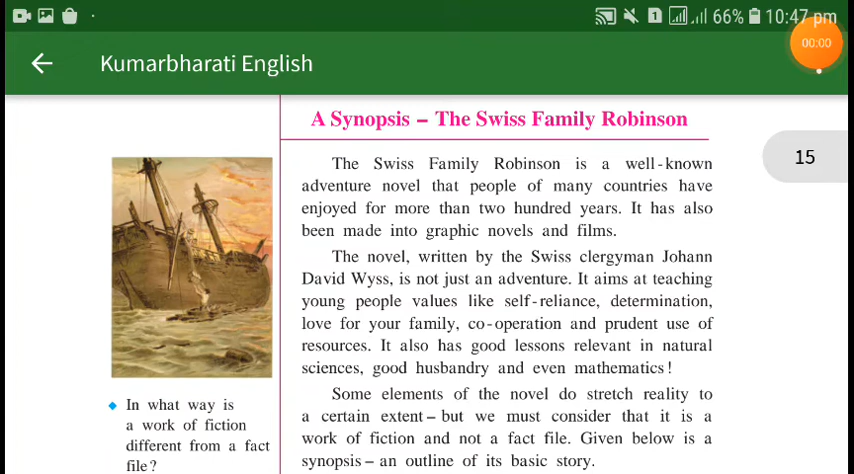 1 66% 10:47 pm
00:00
Kumarbharati English
A Synopsis – The Swiss Family Robinson
15
The Swiss Family Robinson is a well-known
adventure novel that people of many countries have
enjoyed for more than two hundred years. It has also
been made into graphic novels and films.
The novel, written by the Swiss clergyman Johann
David Wyss, is not just an adventure. It aims at teaching
young people values like self-reliance, determination,
love for your family, co-operation and prudent use of
resources. It also has good lessons relevant in natural
sciences, good husbandry and even mathematics!
Some elements of the novel do stretch reality to
a certain extent – but we must consider that it is a
work of fiction and not a fact file. Given below is a
synopsis – an outline of its basic story.
In what way is
a work of fiction
different from a fact
file?